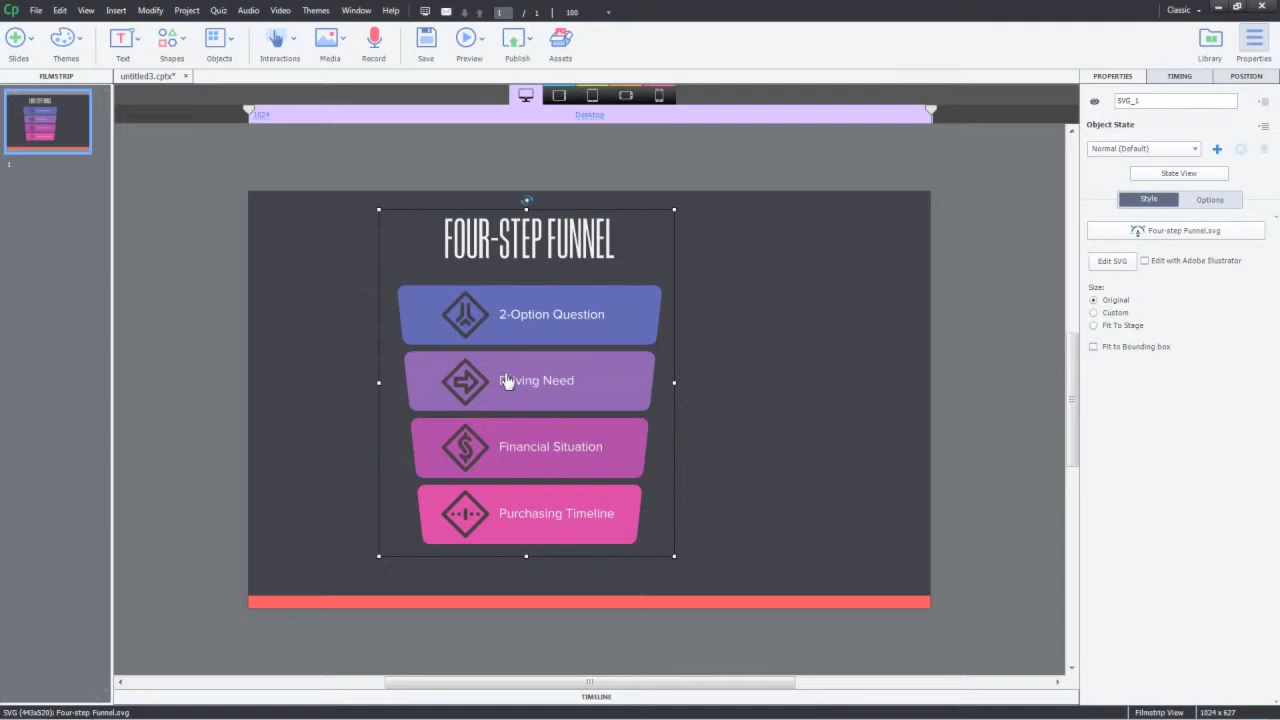 Cp File Edit View Insert Modify Project Quiz Audio Video Themes Window Help 1 / 1 100 Classic
Slides Themes Text Shapes Objects Interactions Media Record Save Preview Publish Assets Library Properties
FILMSTRIP untitled3.cptx* PROPERTIES TIMING POSITION
1024 Desktop
SVG_1
Object State
Normal (Default)
State View
Style Options
Four-step Funnel.svg
Edit SVG Edit with Adobe Illustrator
Size:
Original
Custom
Fit To Stage
Fit to Bounding box
1
FOUR-STEP FUNNEL
2-Option Question
Need
Financial Situation
Purchasing Timeline
TIMELINE
SVG (443x520): Four-step Funnel.svg Filmstrip View 1024 x 627